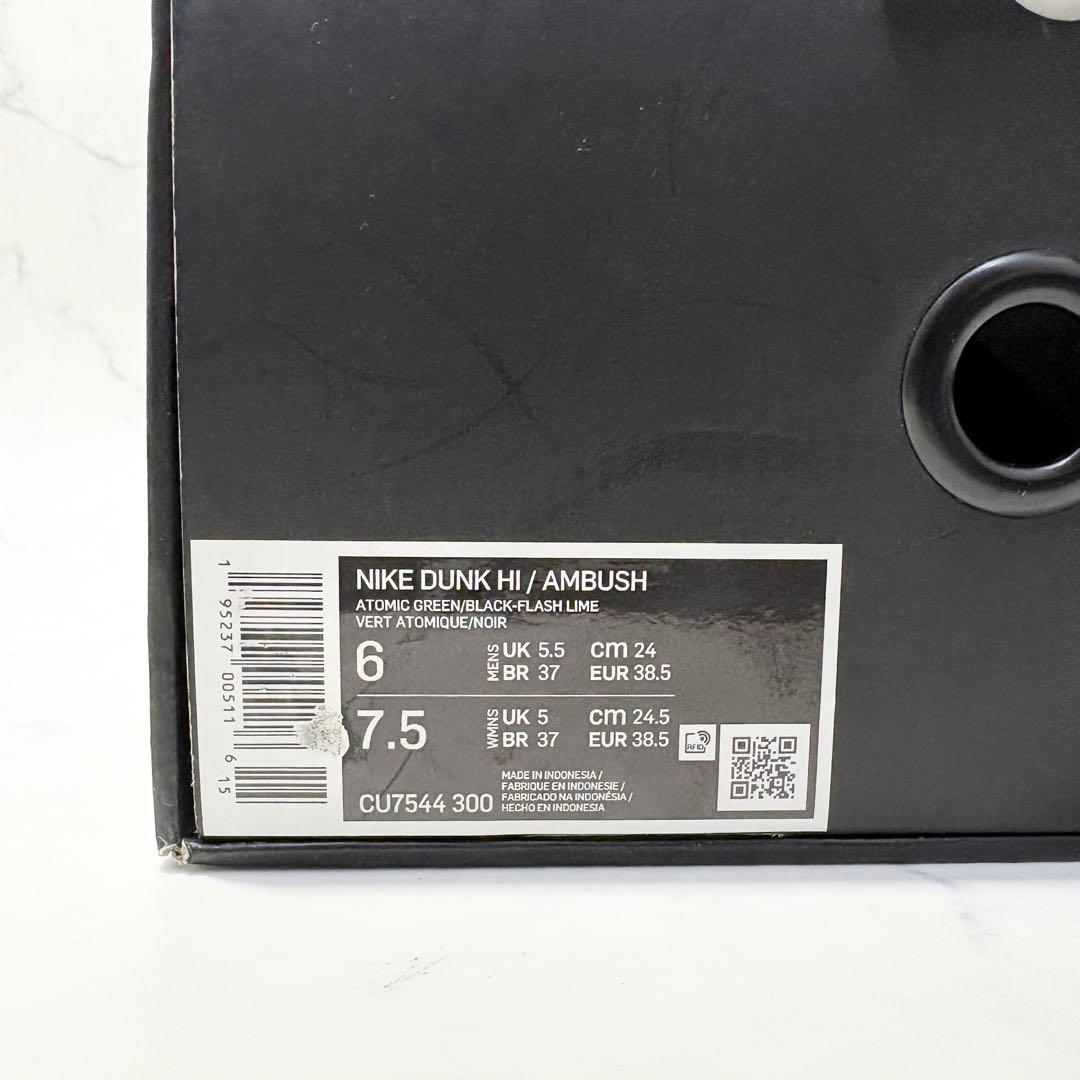 NIKE DUNK HI / AMBUSH
ATOMIC GREEN/BLACK-FLASH LIME
VERT ATOMIQUE/NOIR
6 MENS UK 5.5 cm 24
BR 37 EUR 38.5
7.5 WMNS UK 5 cm 24.5
BR 37 EUR 38.5
RFID
MADE IN INDONESIA /
FABRIQUE EN INDONESIE /
FABRICADO NA INDONÉSIA /
HECHO EN INDONESIA
CU7544 300
1 95237 00511 6 15